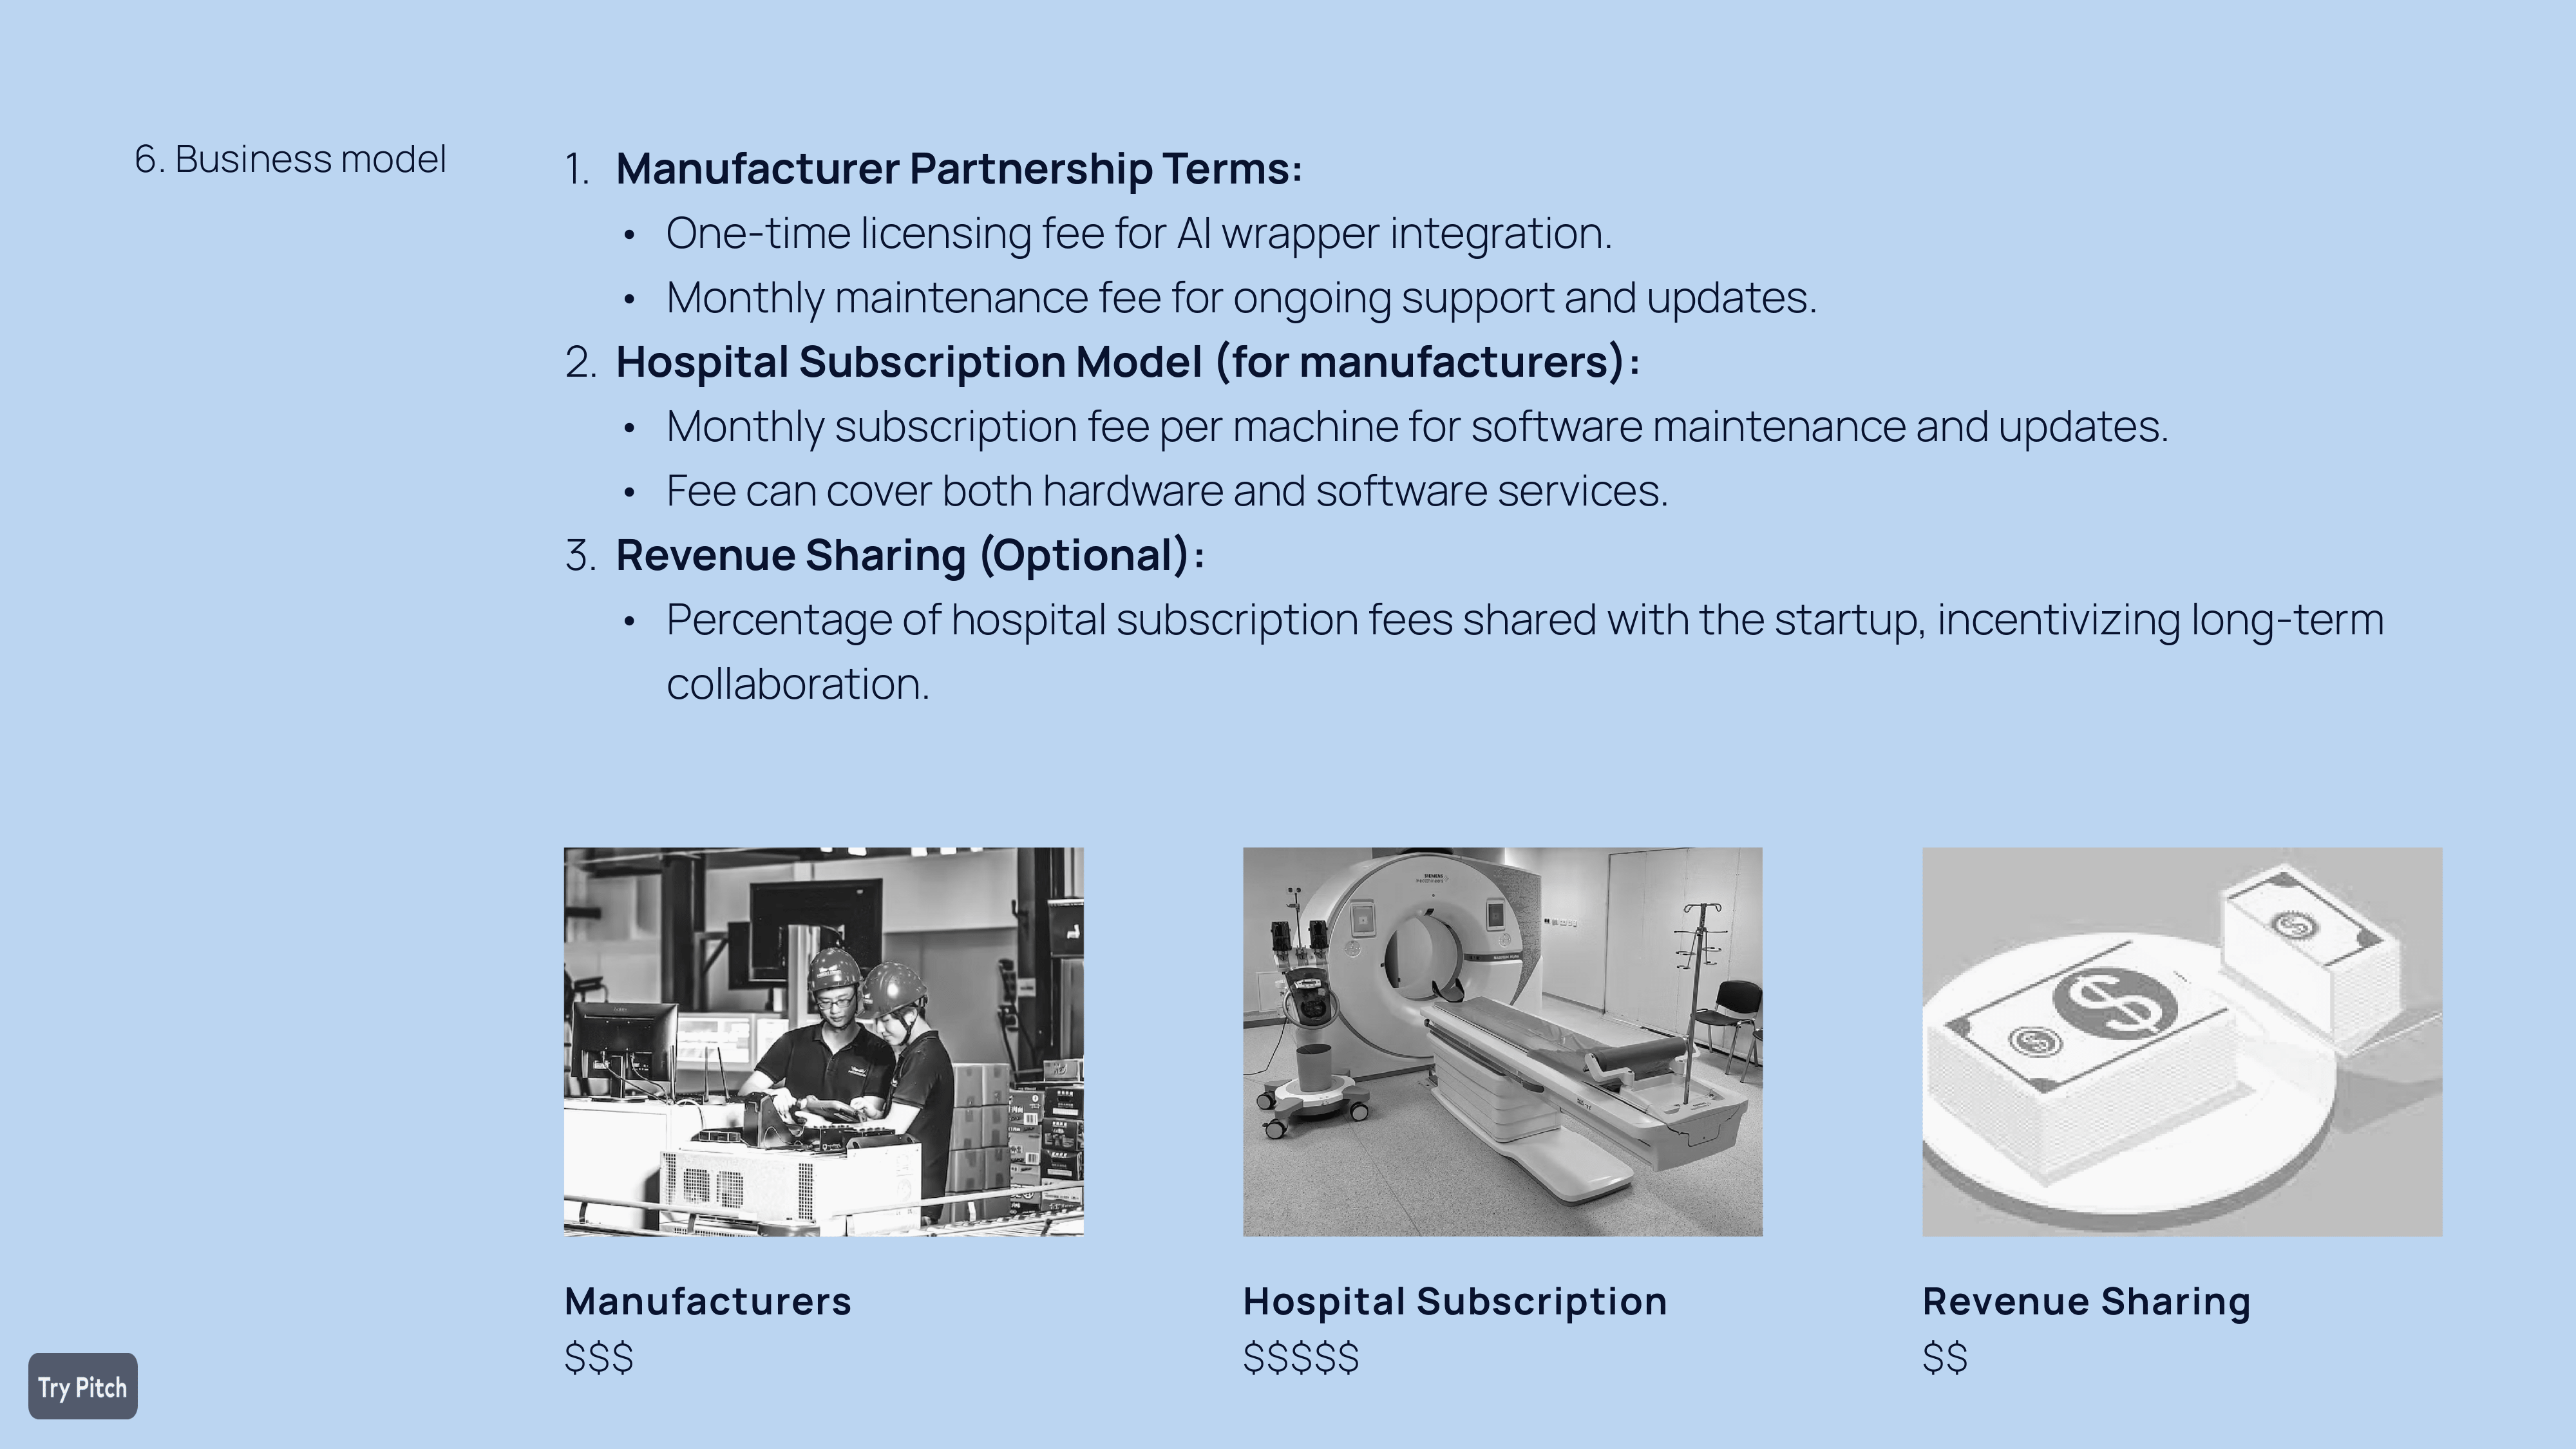 6. Business model
1. Manufacturer Partnership Terms:
• One-time licensing fee for AI wrapper integration.
• Monthly maintenance fee for ongoing support and updates.
2. Hospital Subscription Model (for manufacturers):
• Monthly subscription fee per machine for software maintenance and updates.
• Fee can cover both hardware and software services.
3. Revenue Sharing (Optional):
• Percentage of hospital subscription fees shared with the startup, incentivizing long-term
collaboration.
SIEMENS
Manufacturers
$$$
Hospital Subscription
$$$$$
Revenue Sharing
$$
Try Pitch